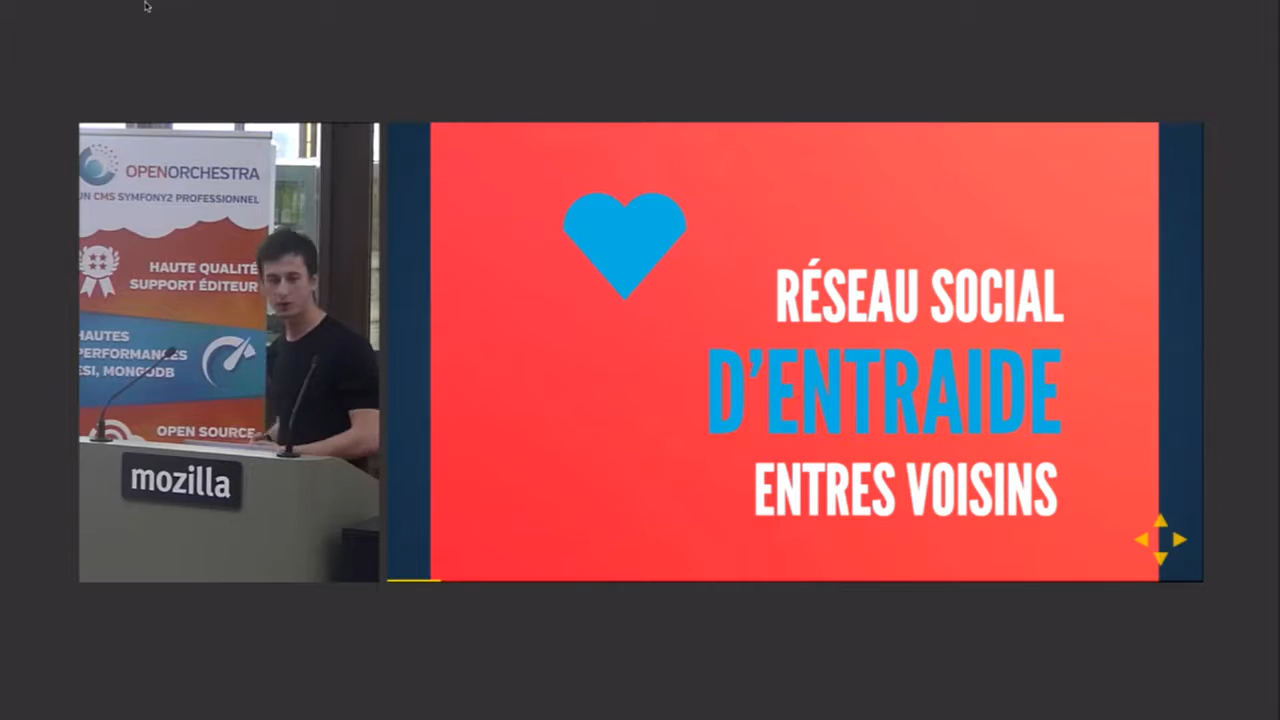 OPENORCHESTRA
UN CMS SYMFONY2 PROFESSIONNEL
HAUTE QUALITÉ
SUPPORT ÉDITEUR
HAUTES
PERFORMANCES
ESI, MONGODB
OPEN SOURCE
mozilla
RÉSEAU SOCIAL
D'ENTRAIDE
ENTRES VOISINS